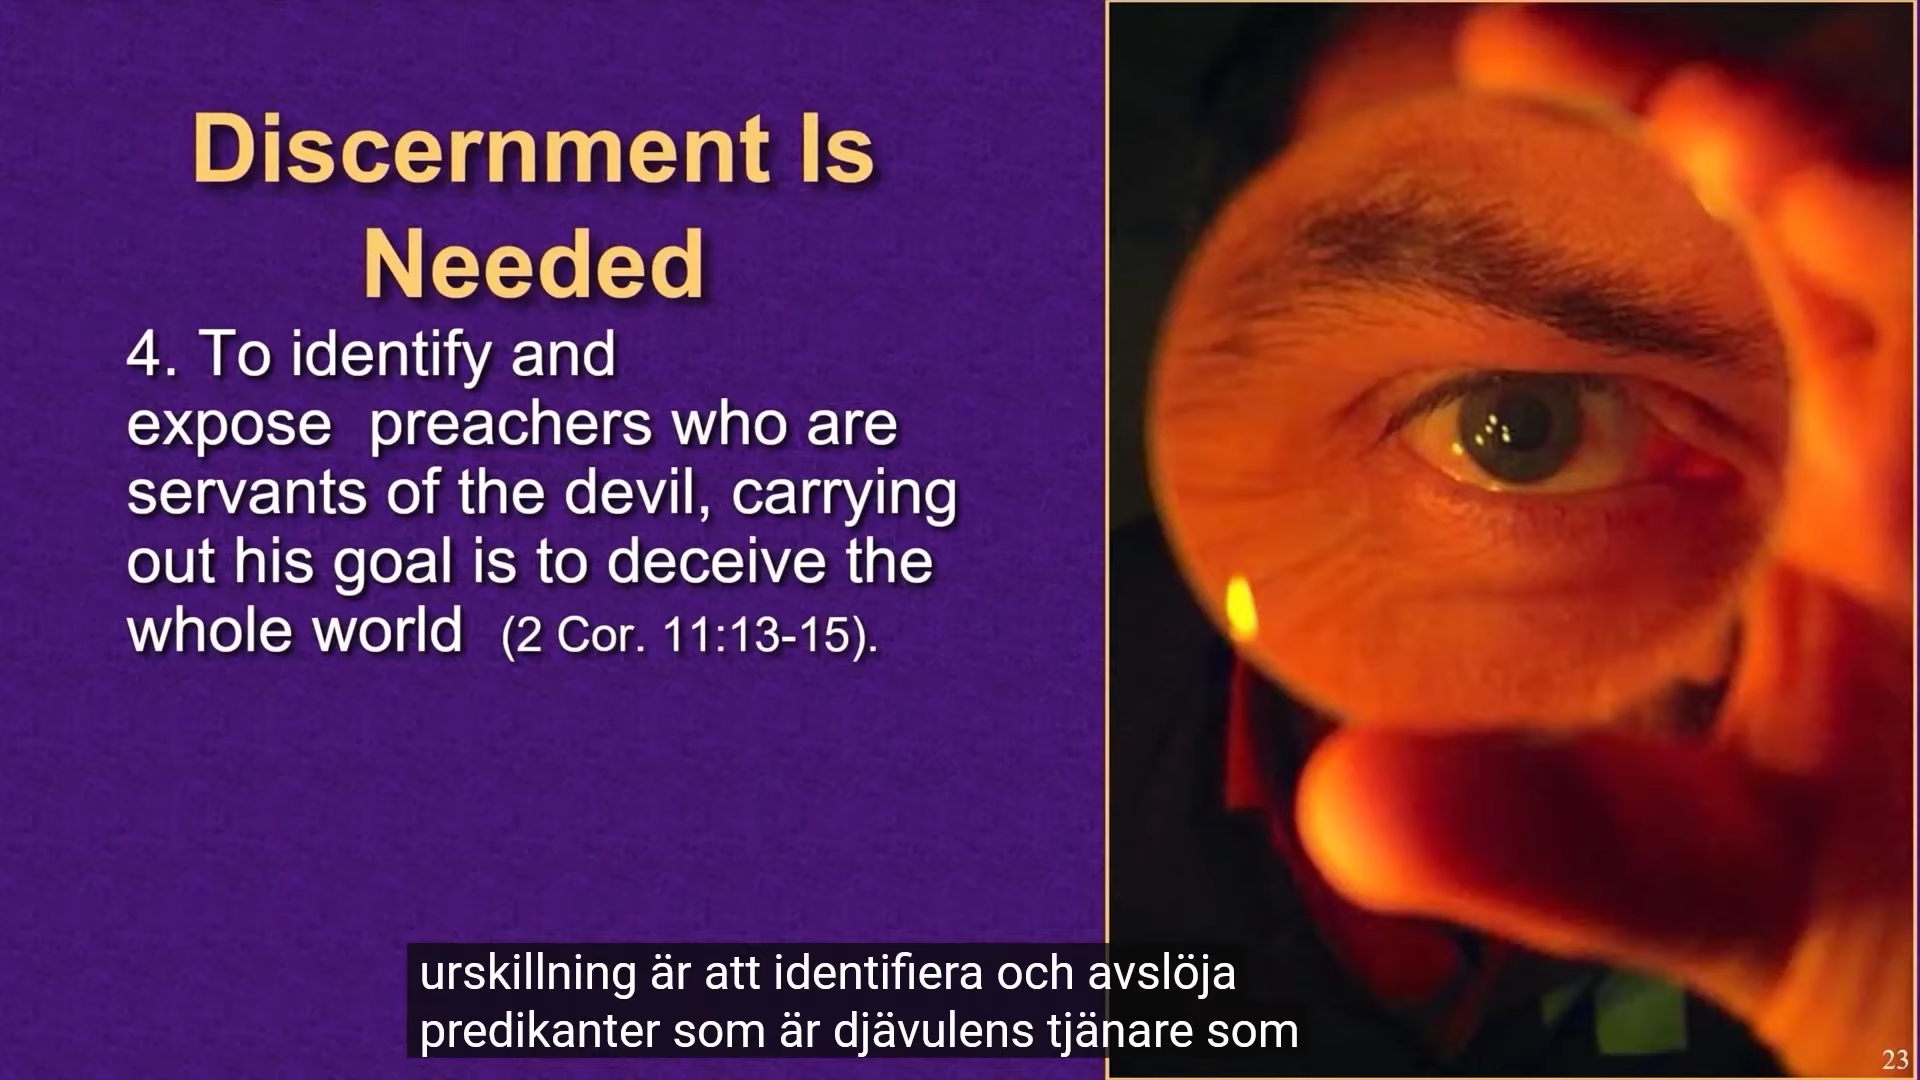 Discernment Is
Needed
4. To identify and
expose  preachers who are
servants of the devil, carrying
out his goal is to deceive the
whole world  (2 Cor. 11:13-15).
urskillning är att identifiera och avslöja
predikanter som är djävulens tjänare som
23